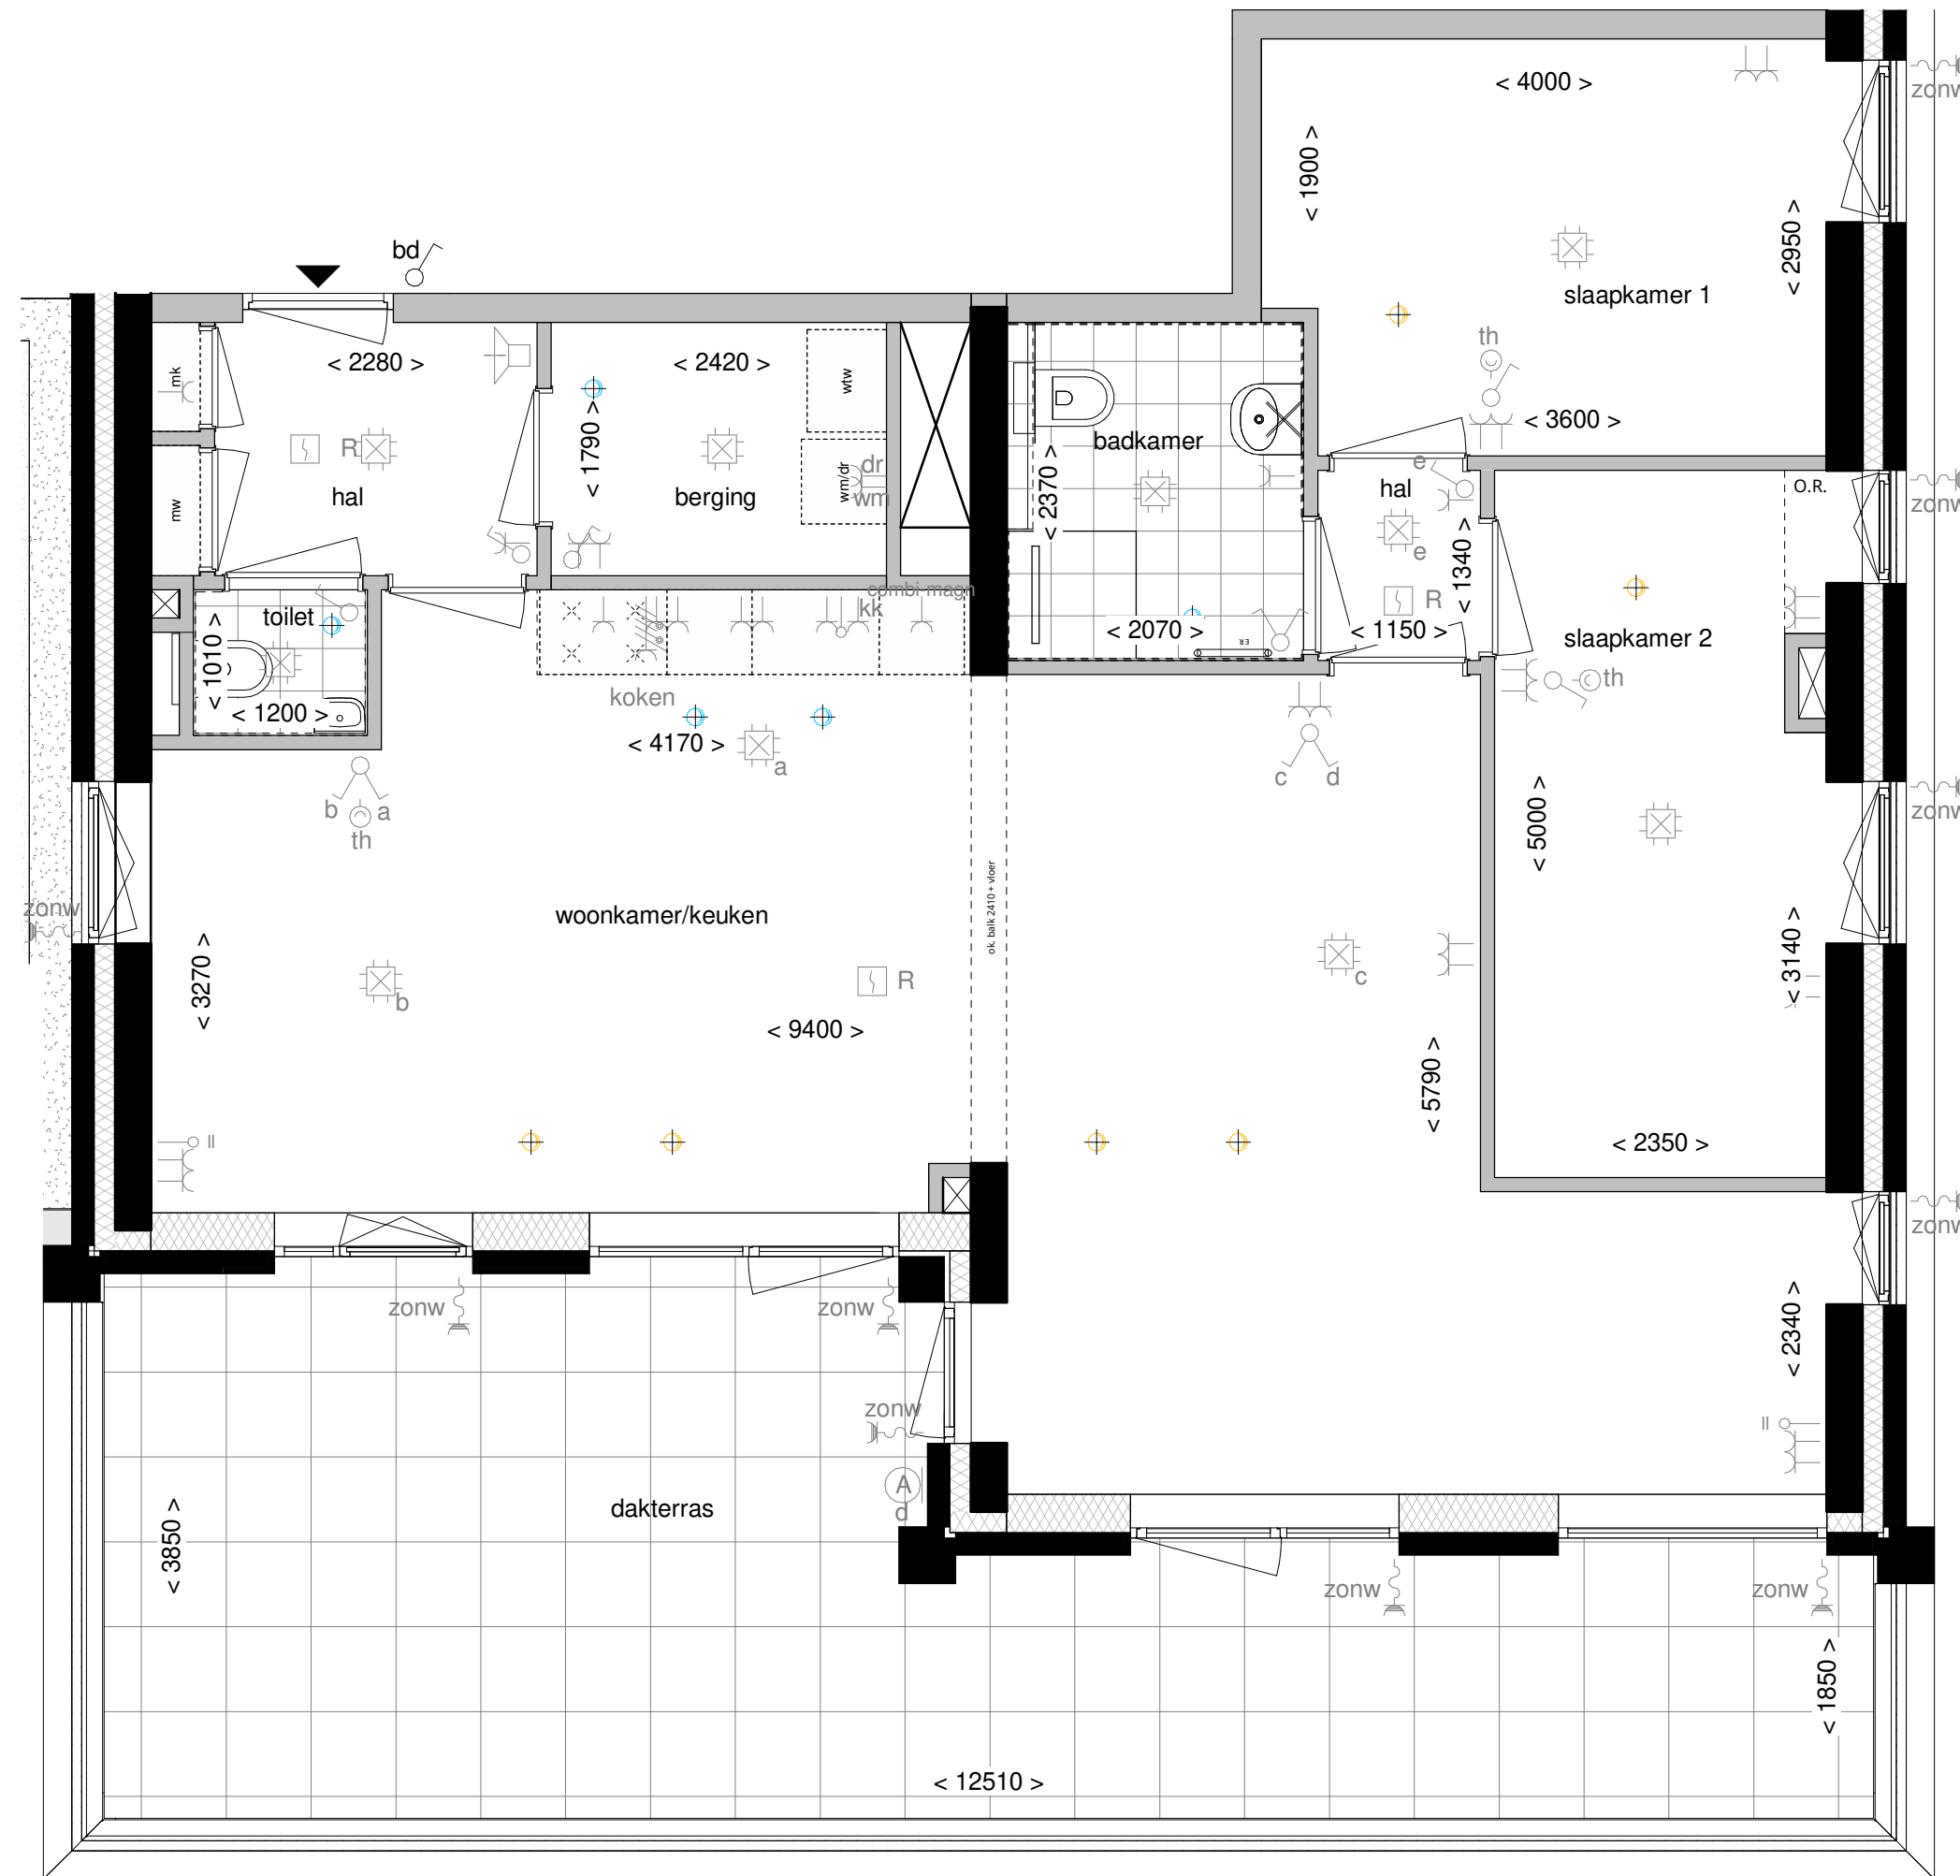 < 4000 >
zonw
< 1900 >
< 2950 >
bd
slaapkamer 1
th
< 2280 >
< 2420 >
mk
wtw
< 1790 >
< 3600 >
badkamer
R
dr
wm/dr
wm
e
hal
O.R.
hal
berging
mw
< 2370 >
zonw
e
< 1340 >
combi-magn
kk
R
toilet
< 2070 >
< 1150 >
slaapkamer 2
ER
< 1010 >
th
koken
< 1200 >
< 4170 >
a
c
d
b
a
th
zonw
< 5000 >
ok. balk 2410 + vloer
zonw
woonkamer/keuken
< 3270 >
R
c
< 3140 >
b
< 9400 >
< 5790 >
II
< 2350 >
zonw
zonw
zonw
< 2340 >
zonw
II
A
d
dakterras
< 3850 >
zonw
zonw
< 1850 >
< 12510 >